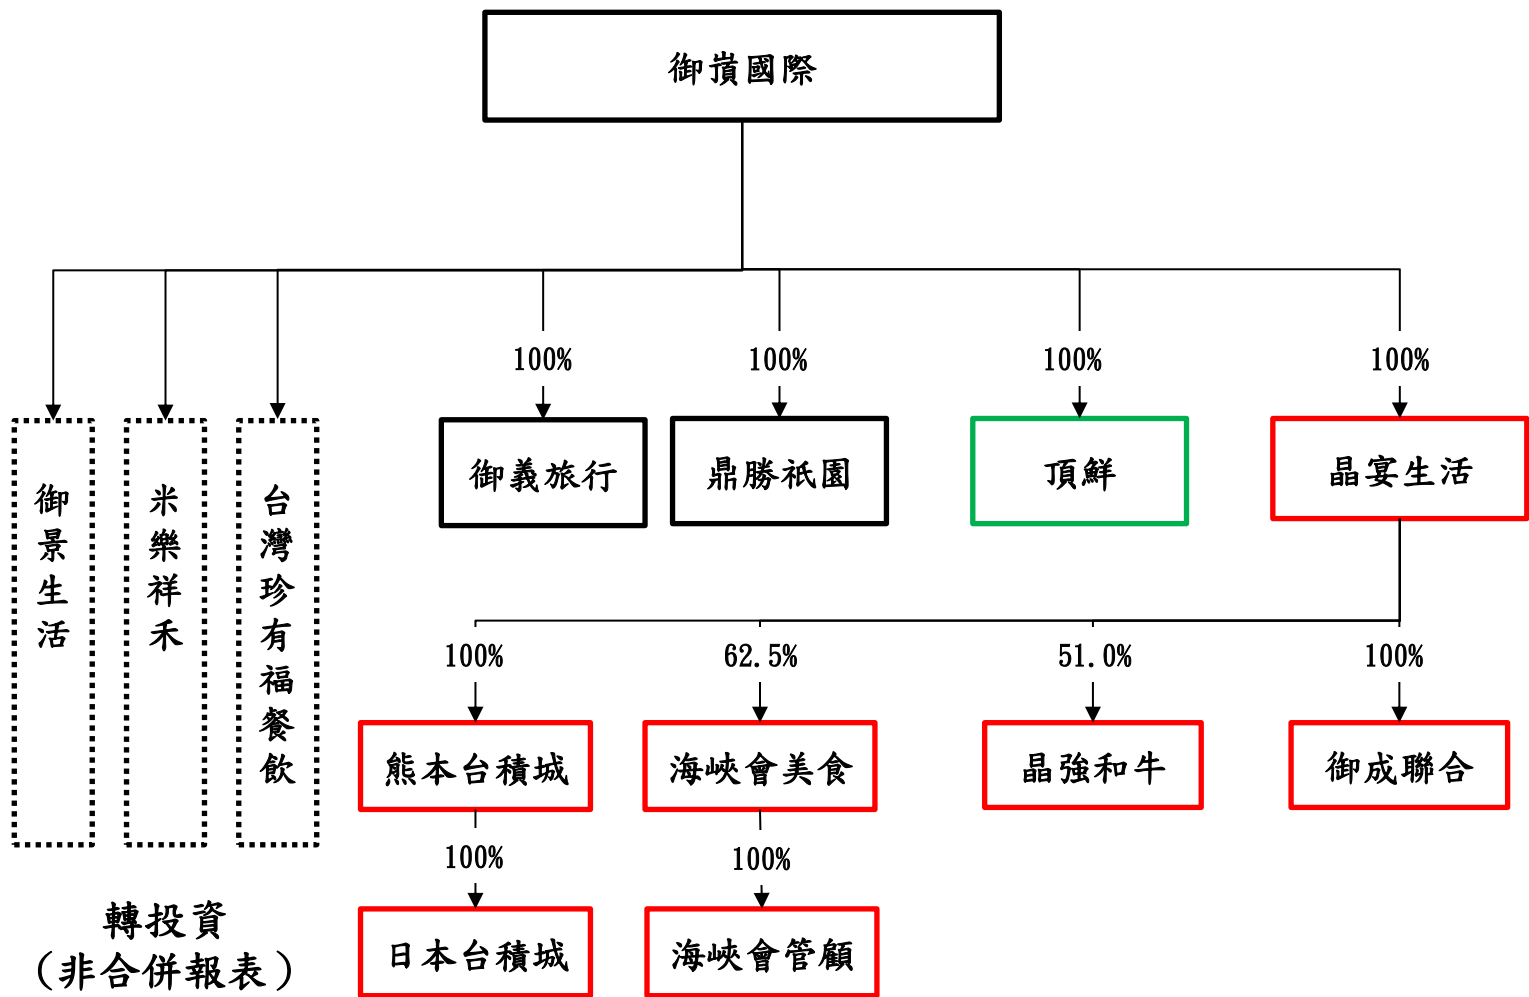 御嵿國際
100%
100%
100%
100%
御景生活
米樂祥禾
台灣珍有福餐飲
御義旅行
鼎勝祇園
頂鮮
晶宴生活
100%
62.5%
51.0%
100%
熊本台積城
海峽會美食
晶強和牛
御成聯合
100%
100%
日本台積城
海峽會管顧
轉投資
(非合併報表)